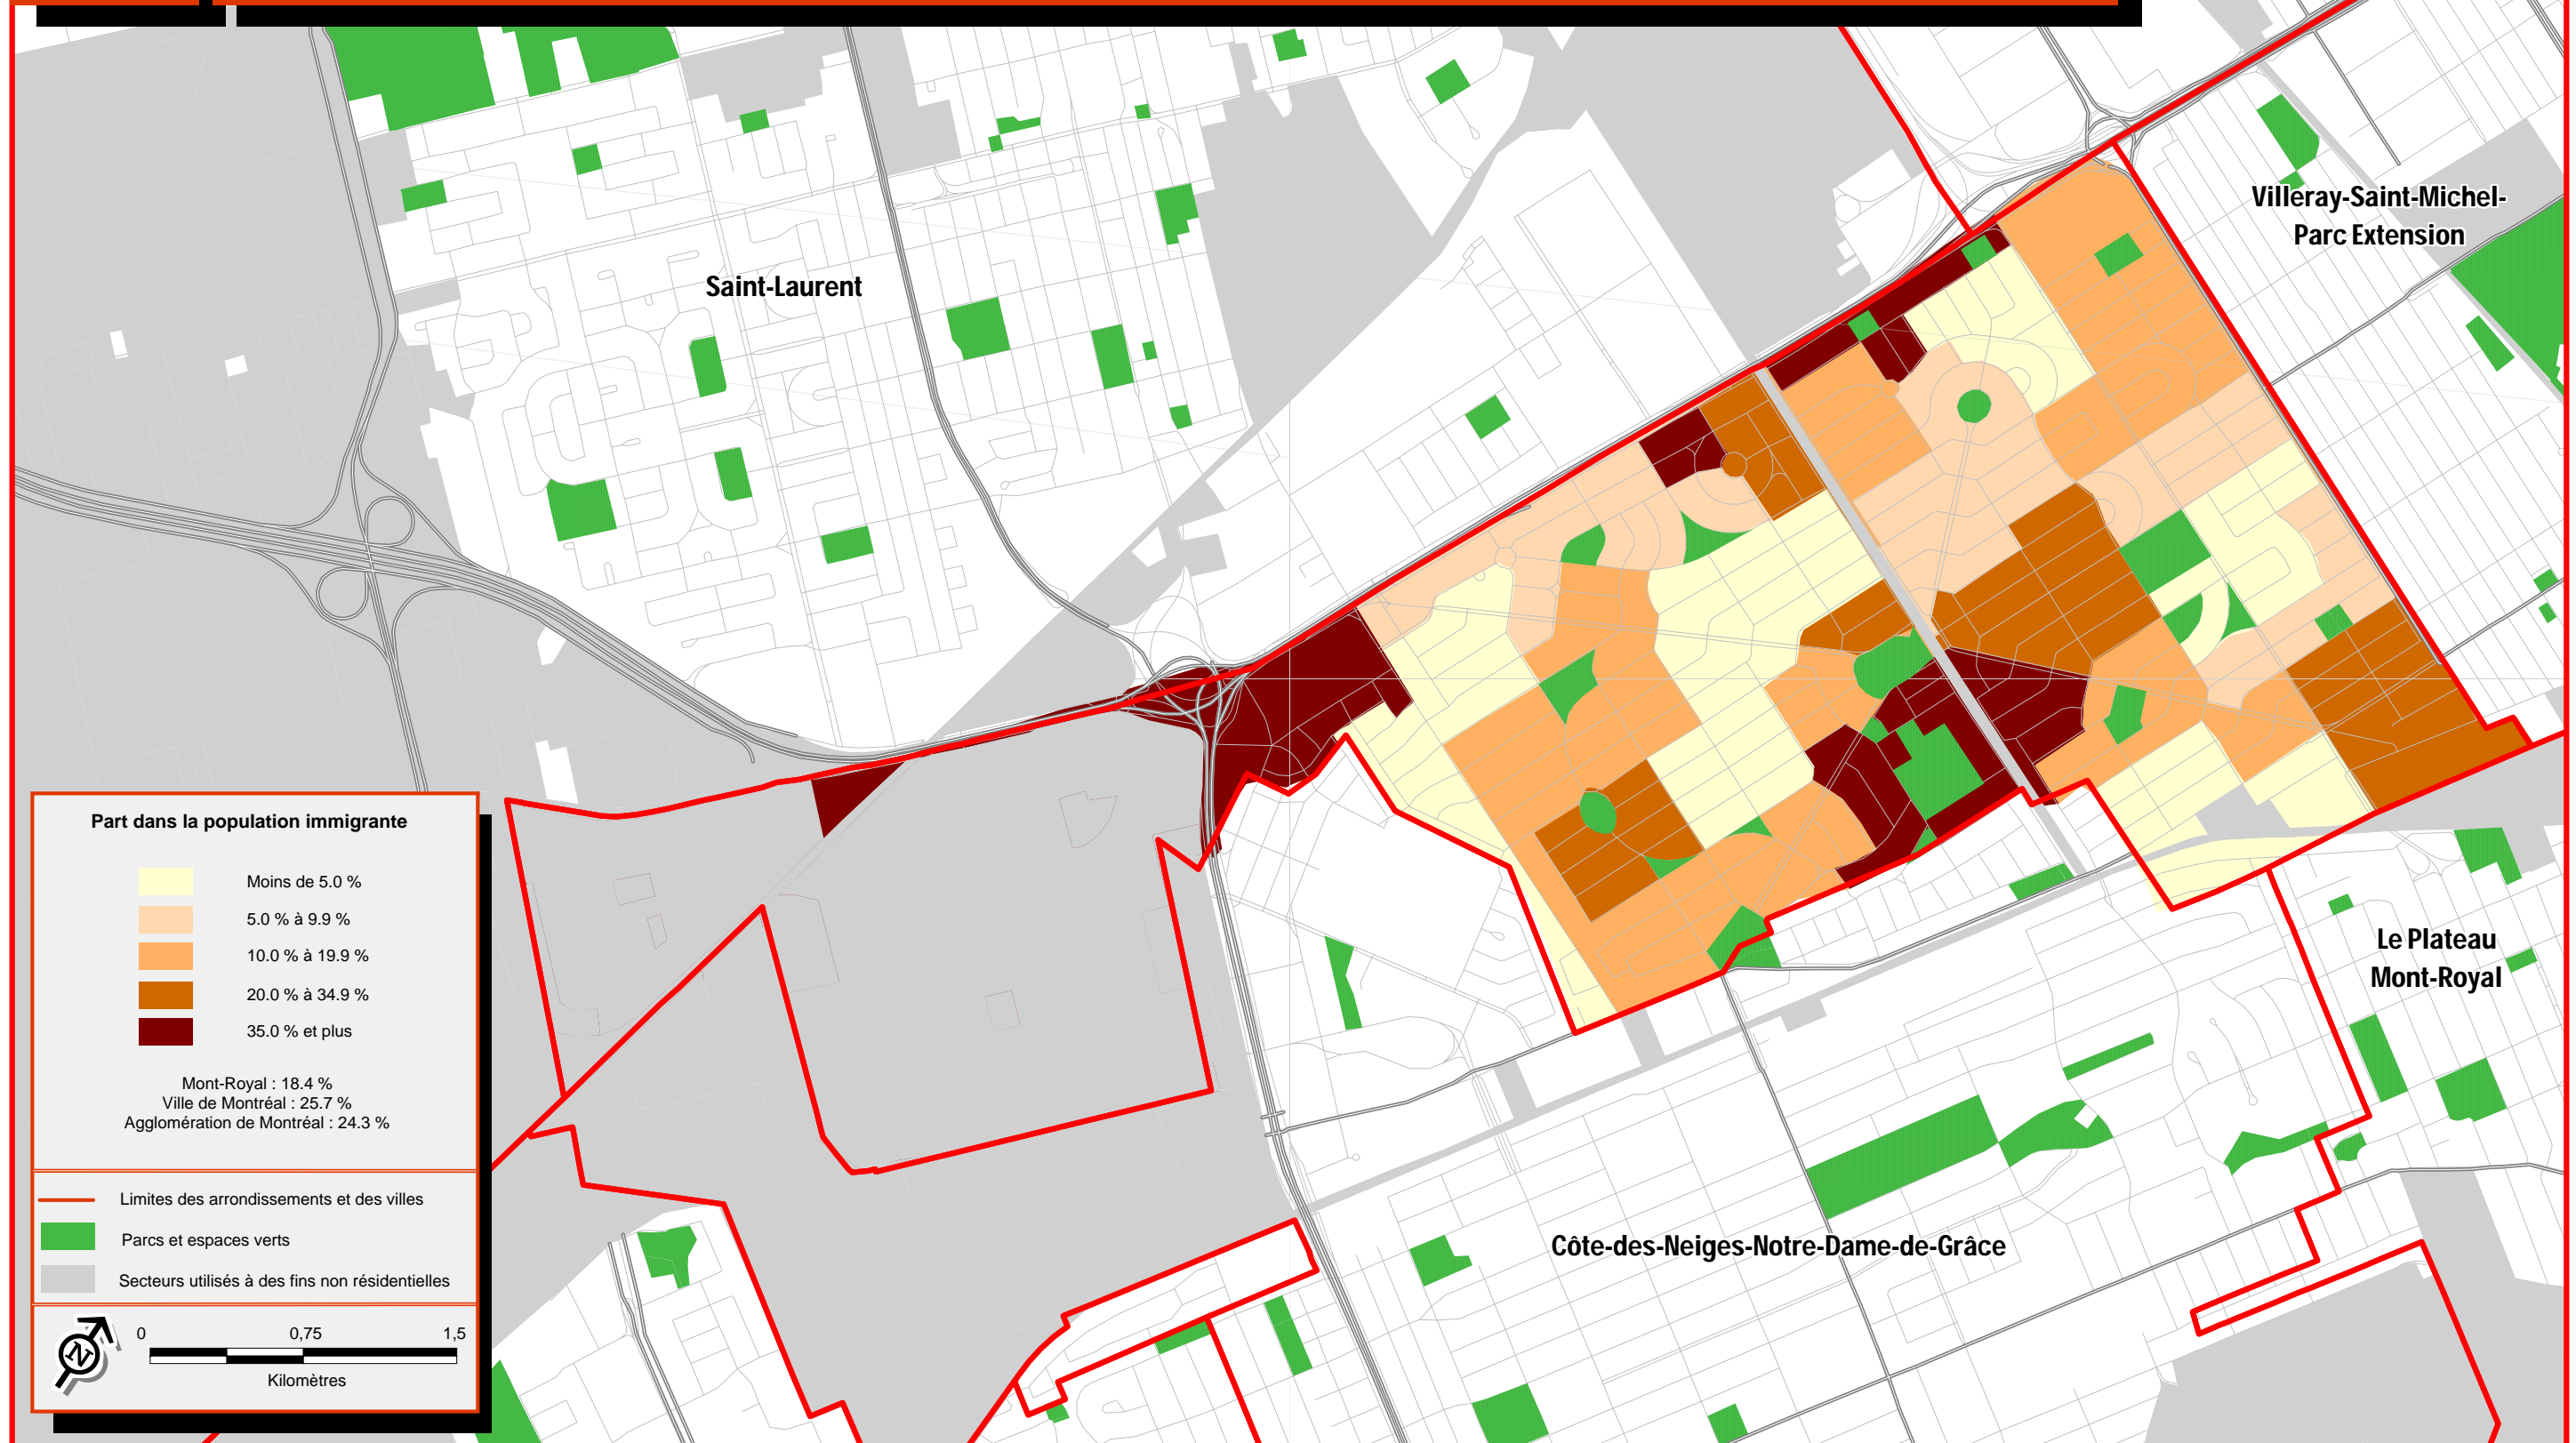 Villeray-Saint-Michel-
Parc Extension
Saint-Laurent
Le Plateau
Mont-Royal
Côte-des-Neiges-Notre-Dame-de-Grâce
Part dans la population immigrante
Moins de 5.0 %
5.0 % à 9.9 %
10.0 % à 19.9 %
20.0 % à 34.9 %
35.0 % et plus
Mont-Royal : 18.4 %
Ville de Montréal : 25.7 %
Agglomération de Montréal : 24.3 %
Limites des arrondissements et des villes
Parcs et espaces verts
Secteurs utilisés à des fins non résidentielles
N
0 0,75 1,5
Kilomètres